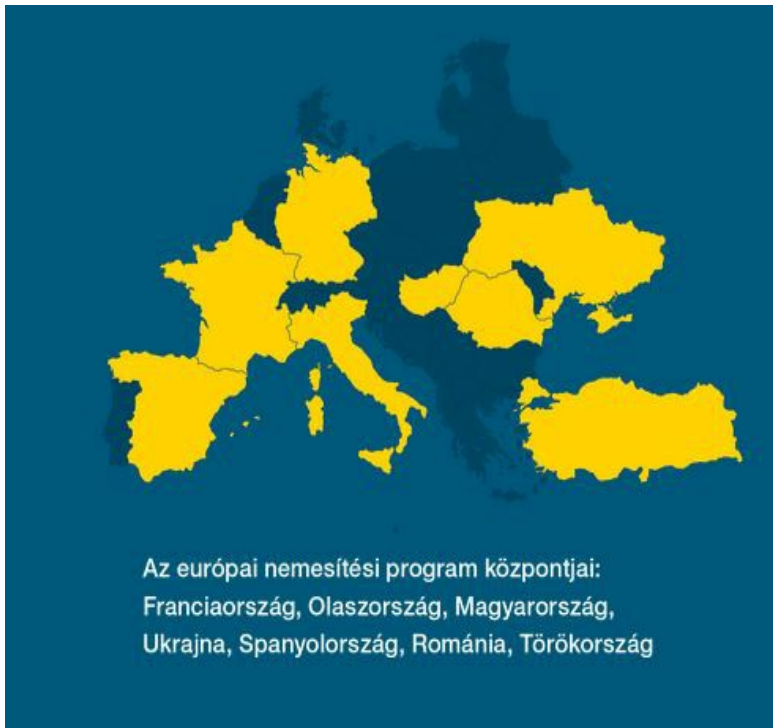 Az európai nemesítési program központjai:
Franciaország, Olaszország, Magyarország,
Ukrajna, Spanyolország, Románia, Törökország